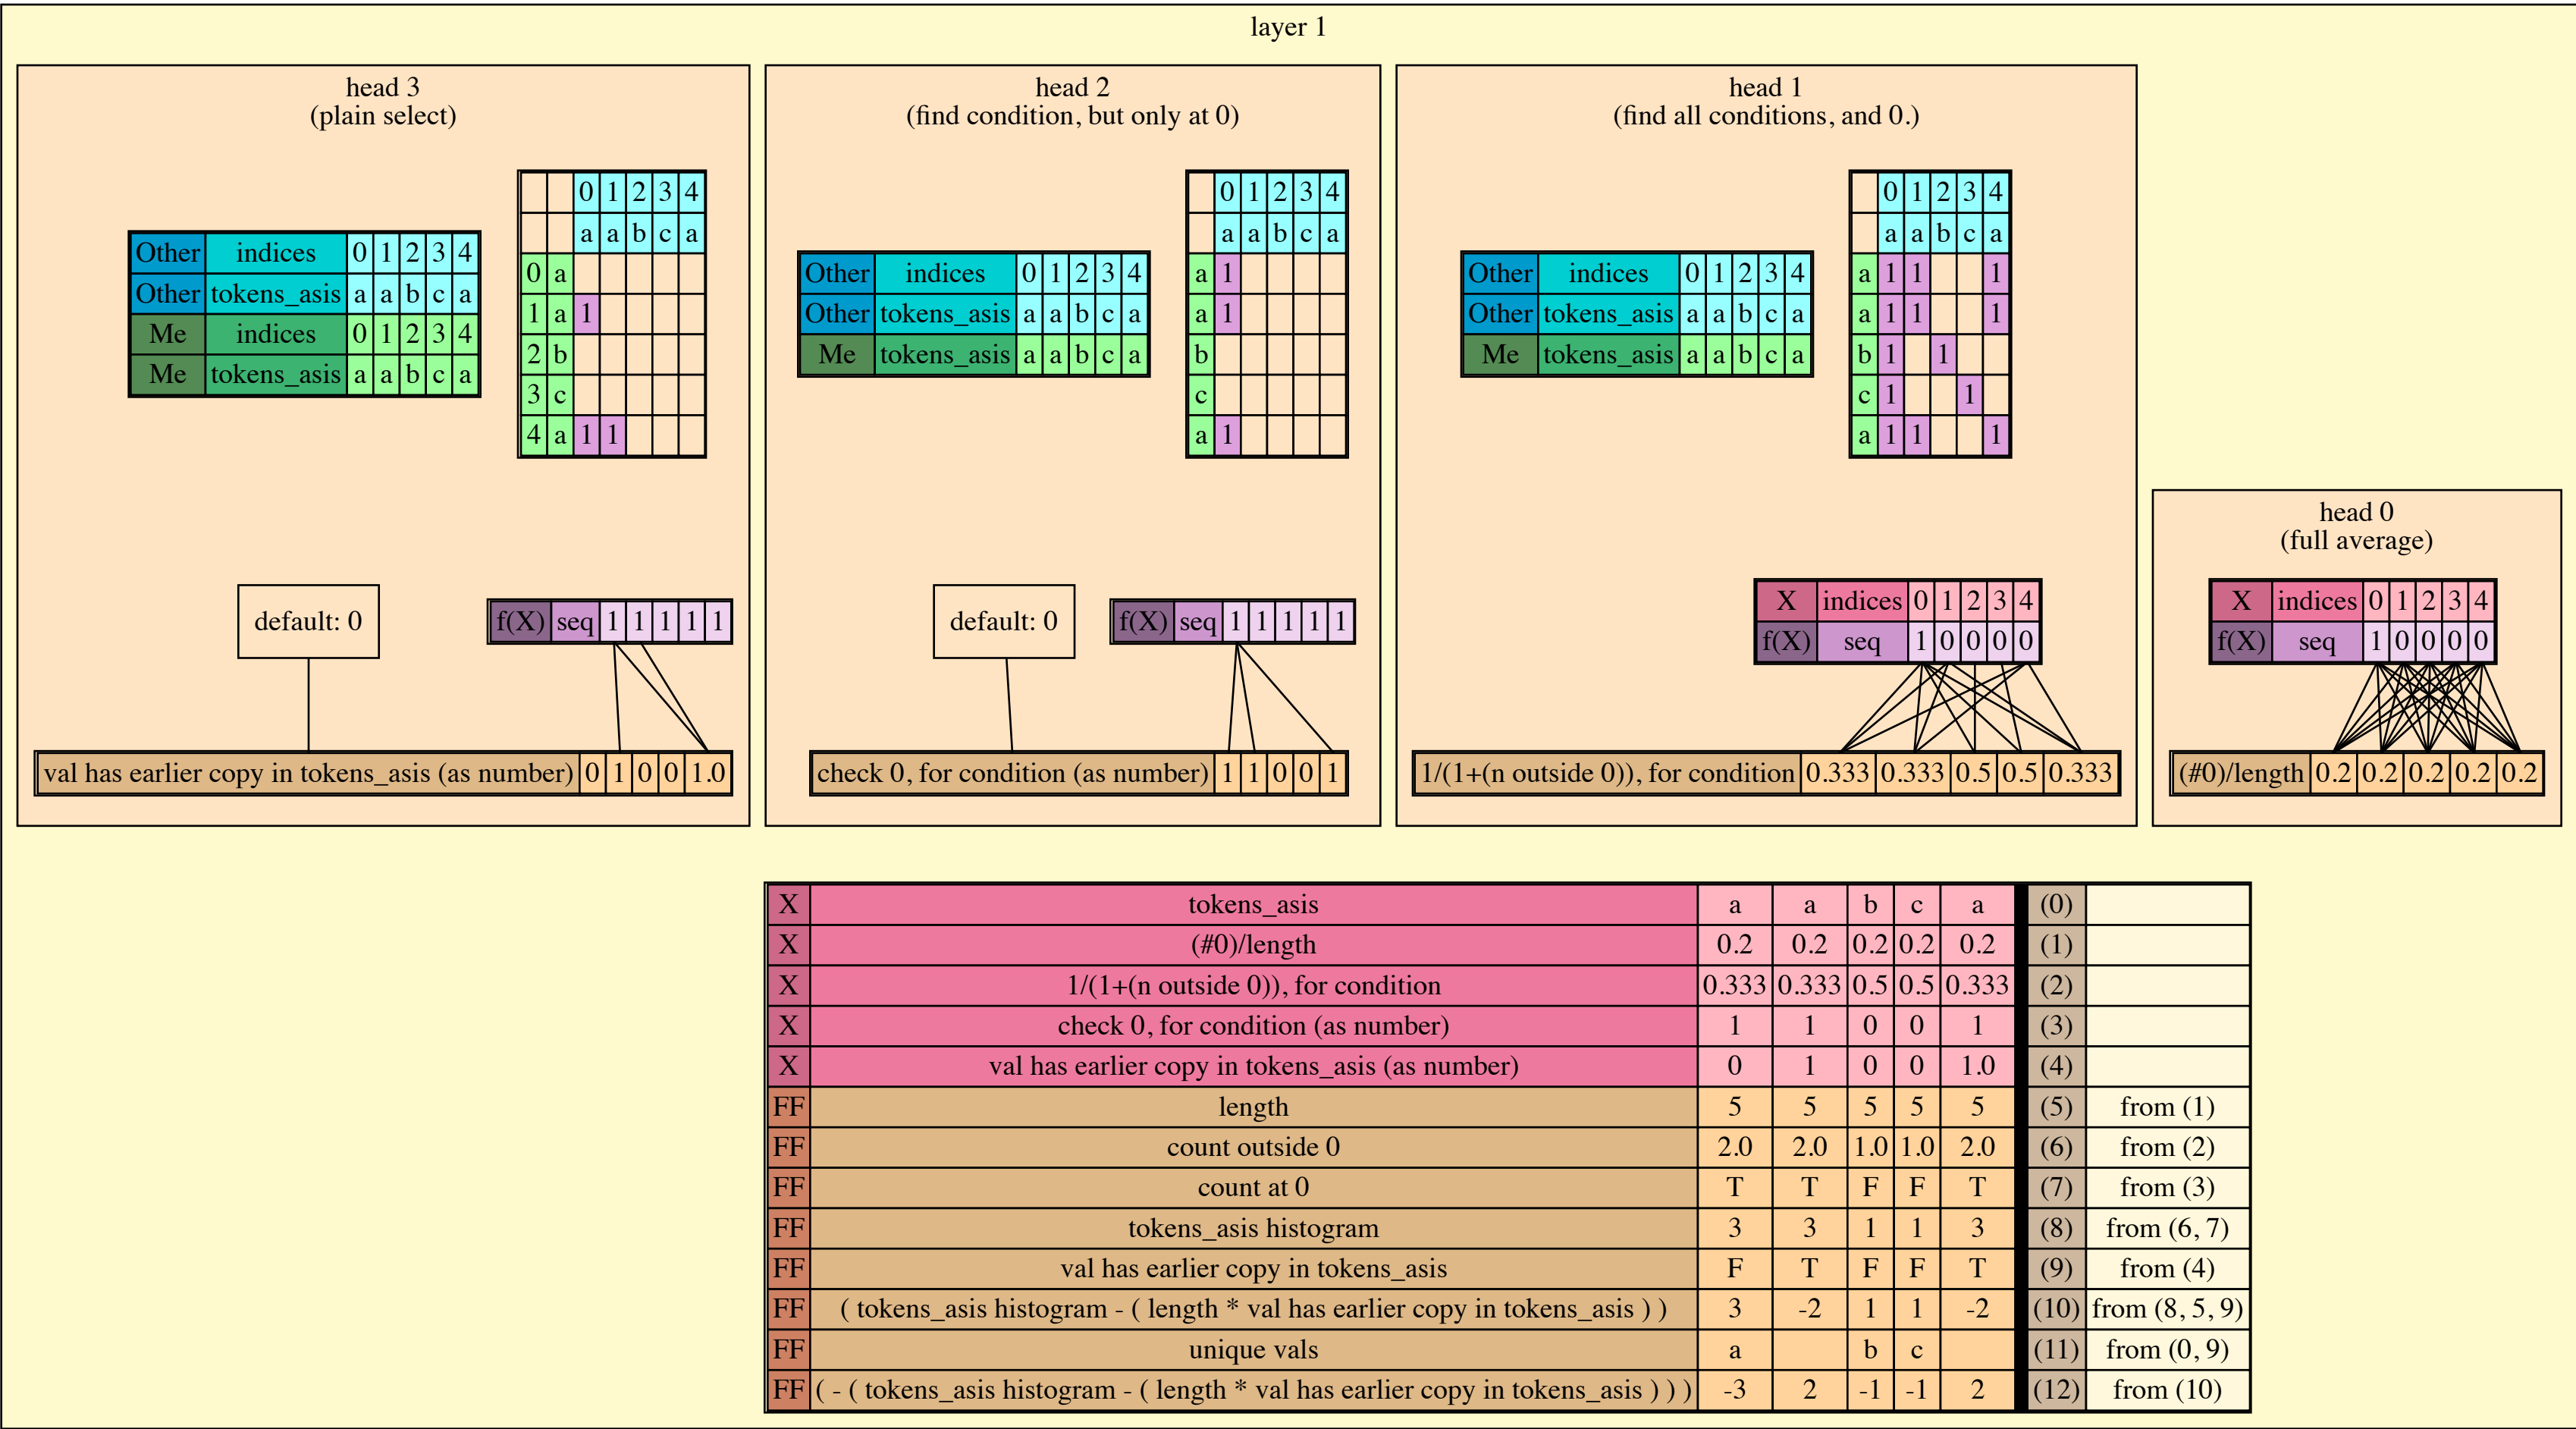 layer 1
head 3
(plain select)
0 1 2 3 4
a a b c a
Other indices 0 1 2 3 4
Other tokens_asis a a b c a
Me indices 0 1 2 3 4
Me tokens_asis a a b c a
0 a
1 a 1
2 b
3 c
4 a 1 1
default: 0
f(X) seq 1 1 1 1 1
val has earlier copy in tokens_asis (as number) 0 1 0 0 1.0
head 2
(find condition, but only at 0)
0 1 2 3 4
a a b c a
Other indices 0 1 2 3 4
Other tokens_asis a a b c a
Me tokens_asis a a b c a
a 1
a 1
b
c
a 1
default: 0
f(X) seq 1 1 1 1 1
check 0, for condition (as number) 1 1 0 0 1
head 1
(find all conditions, and 0.)
0 1 2 3 4
a a b c a
Other indices 0 1 2 3 4
Other tokens_asis a a b c a
Me tokens_asis a a b c a
a 1 1 1
a 1 1 1
b 1 1
c 1 1
a 1 1 1
X indices 0 1 2 3 4
f(X) seq 1 0 0 0 0
1/(1+(n outside 0)), for condition 0.333 0.333 0.5 0.5 0.333
head 0
(full average)
X indices 0 1 2 3 4
f(X) seq 1 0 0 0 0
(#0)/length 0.2 0.2 0.2 0.2 0.2
X tokens_asis a a b c a (0)
X (#0)/length 0.2 0.2 0.2 0.2 0.2 (1)
X 1/(1+(n outside 0)), for condition 0.333 0.333 0.5 0.5 0.333 (2)
X check 0, for condition (as number) 1 1 0 0 1 (3)
X val has earlier copy in tokens_asis (as number) 0 1 0 0 1.0 (4)
FF length 5 5 5 5 5 (5) from (1)
FF count outside 0 2.0 2.0 1.0 1.0 2.0 (6) from (2)
FF count at 0 T T F F T (7) from (3)
FF tokens_asis histogram 3 3 1 1 3 (8) from (6, 7)
FF val has earlier copy in tokens_asis F T F F T (9) from (4)
FF ( tokens_asis histogram - ( length * val has earlier copy in tokens_asis ) ) 3 -2 1 1 -2 (10) from (8, 5, 9)
FF unique vals a b c (11) from (0, 9)
FF ( - ( tokens_asis histogram - ( length * val has earlier copy in tokens_asis ) ) ) -3 2 -1 -1 2 (12) from (10)